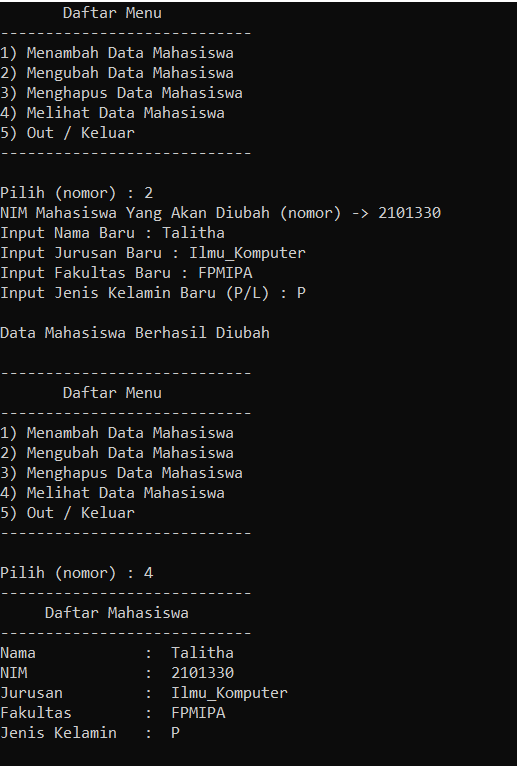 Daftar Menu
----------------------------
1) Menambah Data Mahasiswa
2) Mengubah Data Mahasiswa
3) Menghapus Data Mahasiswa
4) Melihat Data Mahasiswa
5) Out / Keluar
----------------------------
Pilih (nomor) : 2
NIM Mahasiswa Yang Akan Diubah (nomor) -> 2101330
Input Nama Baru : Talitha
Input Jurusan Baru : Ilmu_Komputer
Input Fakultas Baru : FPMIPA
Input Jenis Kelamin Baru (P/L) : P
Data Mahasiswa Berhasil Diubah
----------------------------
Daftar Menu
----------------------------
1) Menambah Data Mahasiswa
2) Mengubah Data Mahasiswa
3) Menghapus Data Mahasiswa
4) Melihat Data Mahasiswa
5) Out / Keluar
----------------------------
Pilih (nomor) : 4
----------------------------
Daftar Mahasiswa
----------------------------
Nama : Talitha
NIM : 2101330
Jurusan : Ilmu_Komputer
Fakultas : FPMIPA
Jenis Kelamin : P